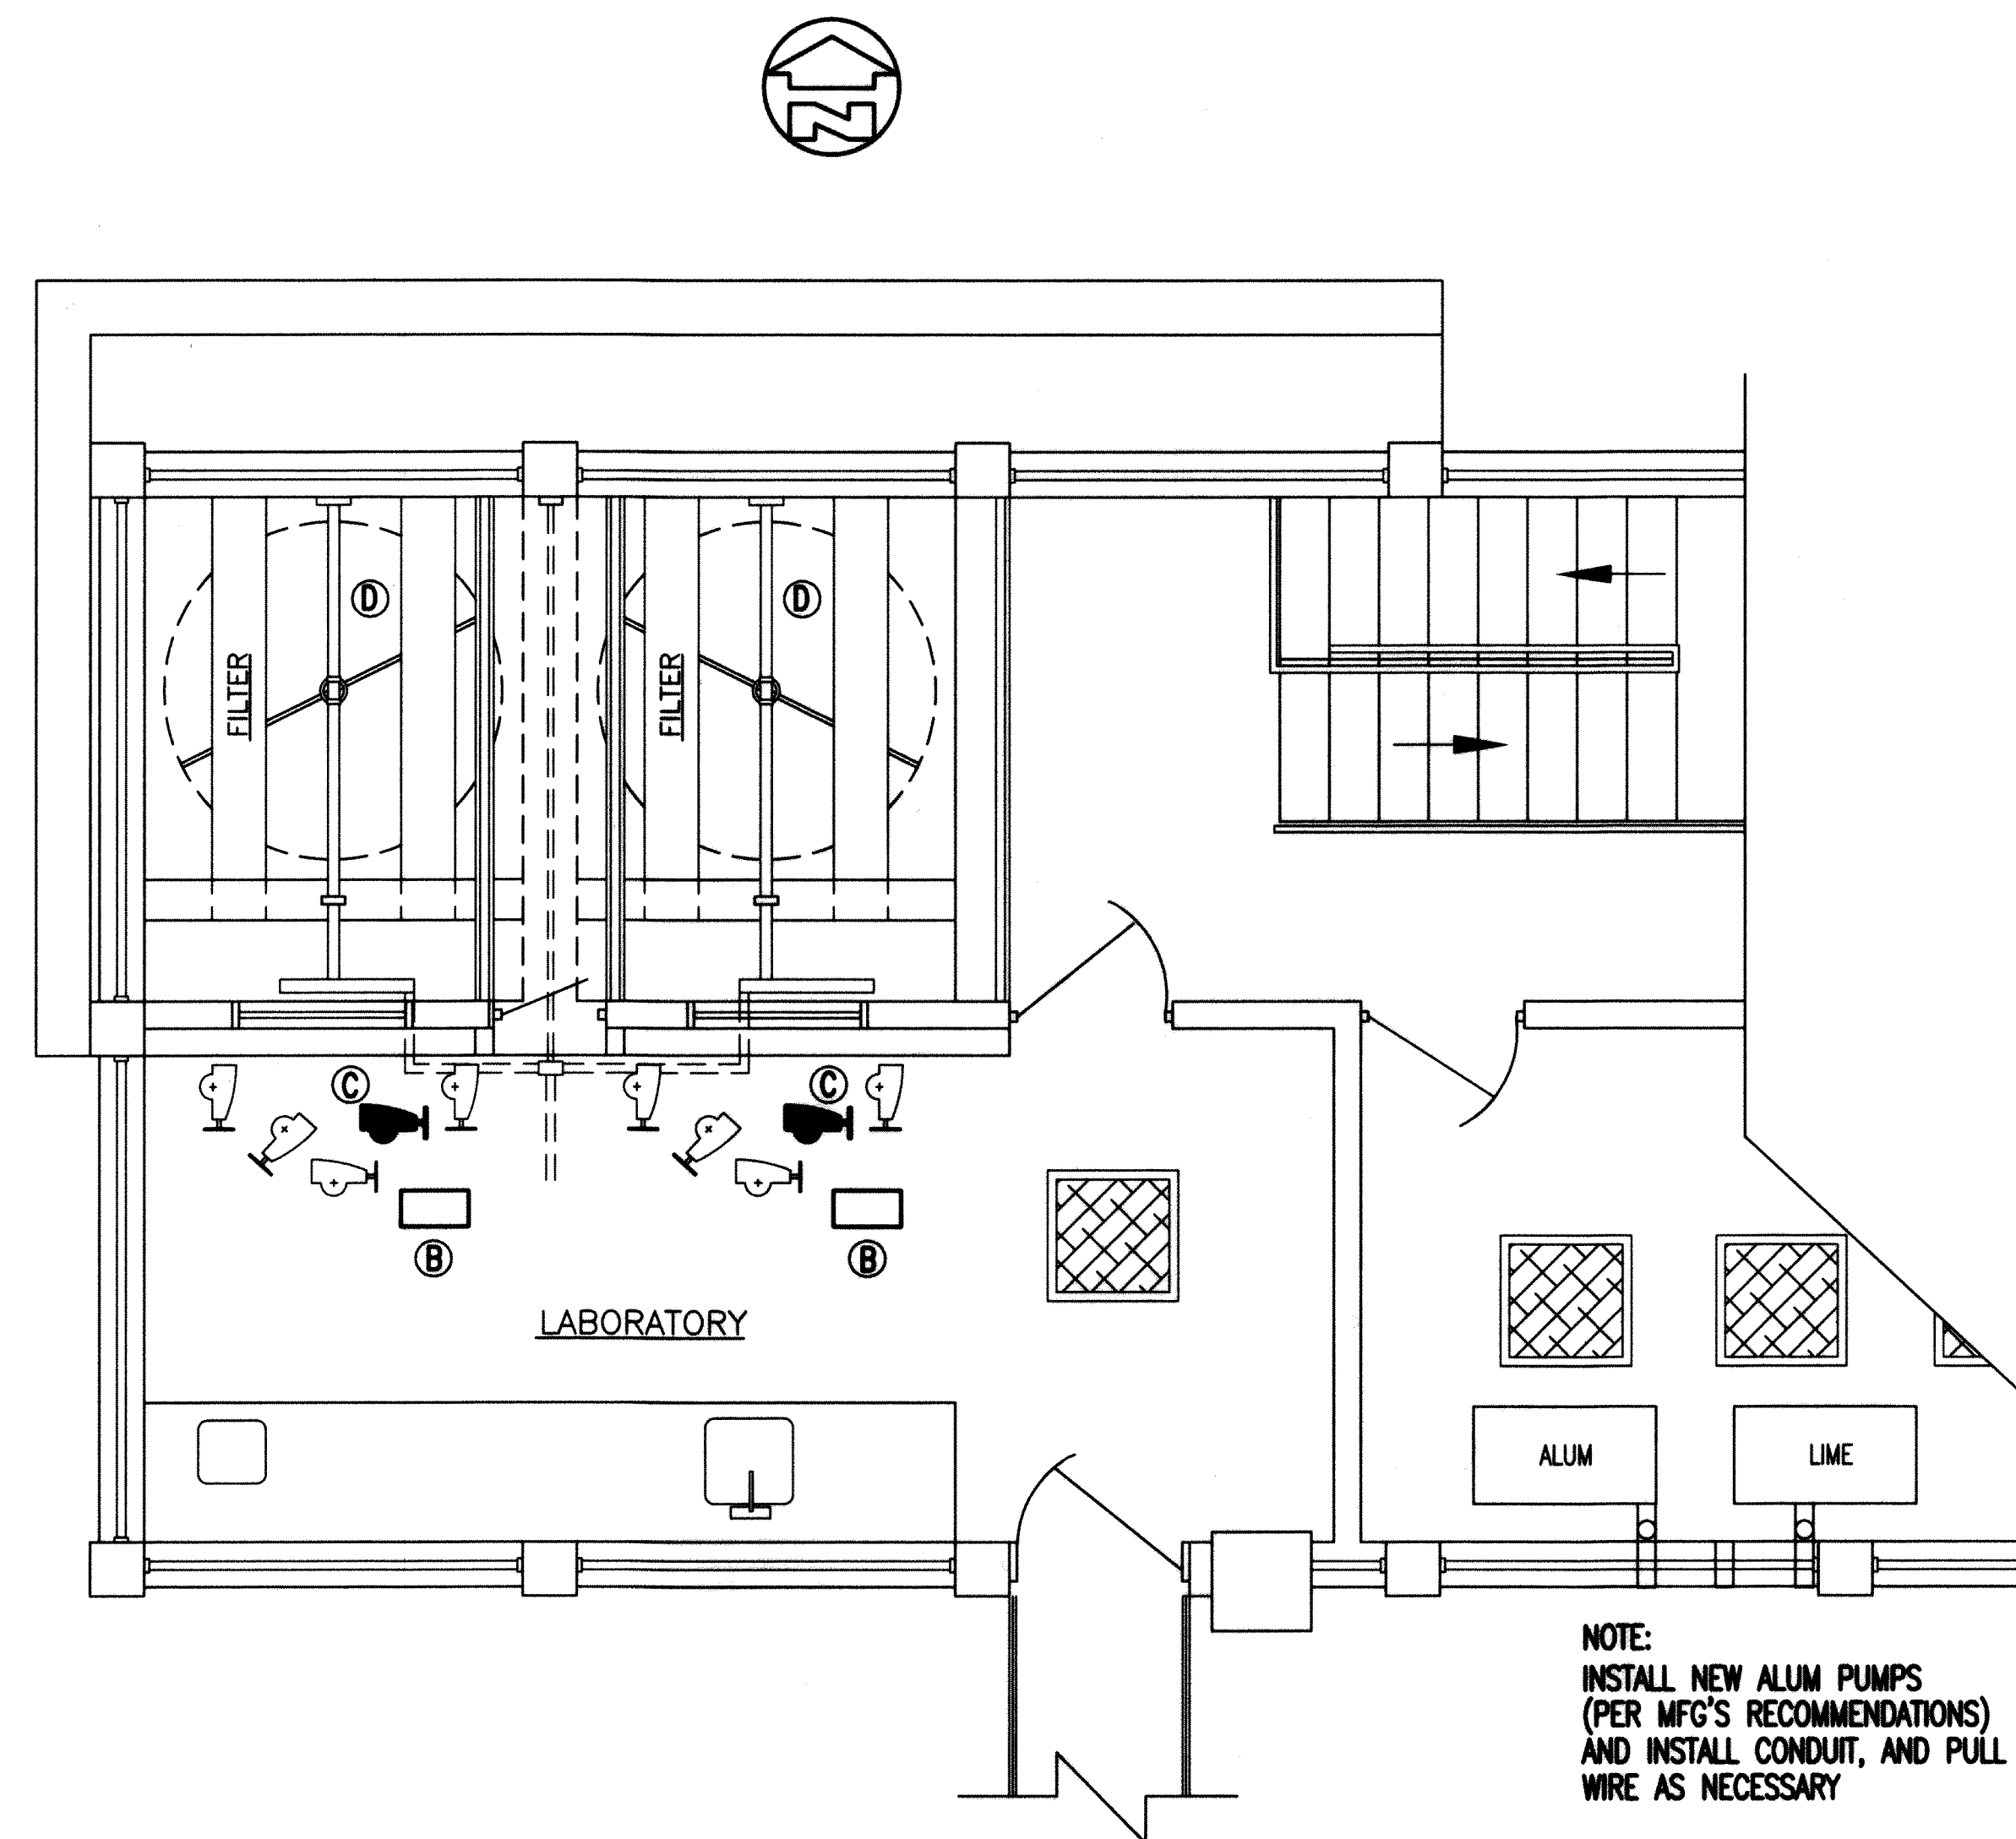 N
D
D
FILTER
FILTER
C
C
B
B
LABORATORY
ALUM
LIME
NOTE:
INSTALL NEW ALUM PUMPS
(PER MFG'S RECOMMENDATIONS)
AND INSTALL CONDUIT, AND PULL
WIRE AS NECESSARY